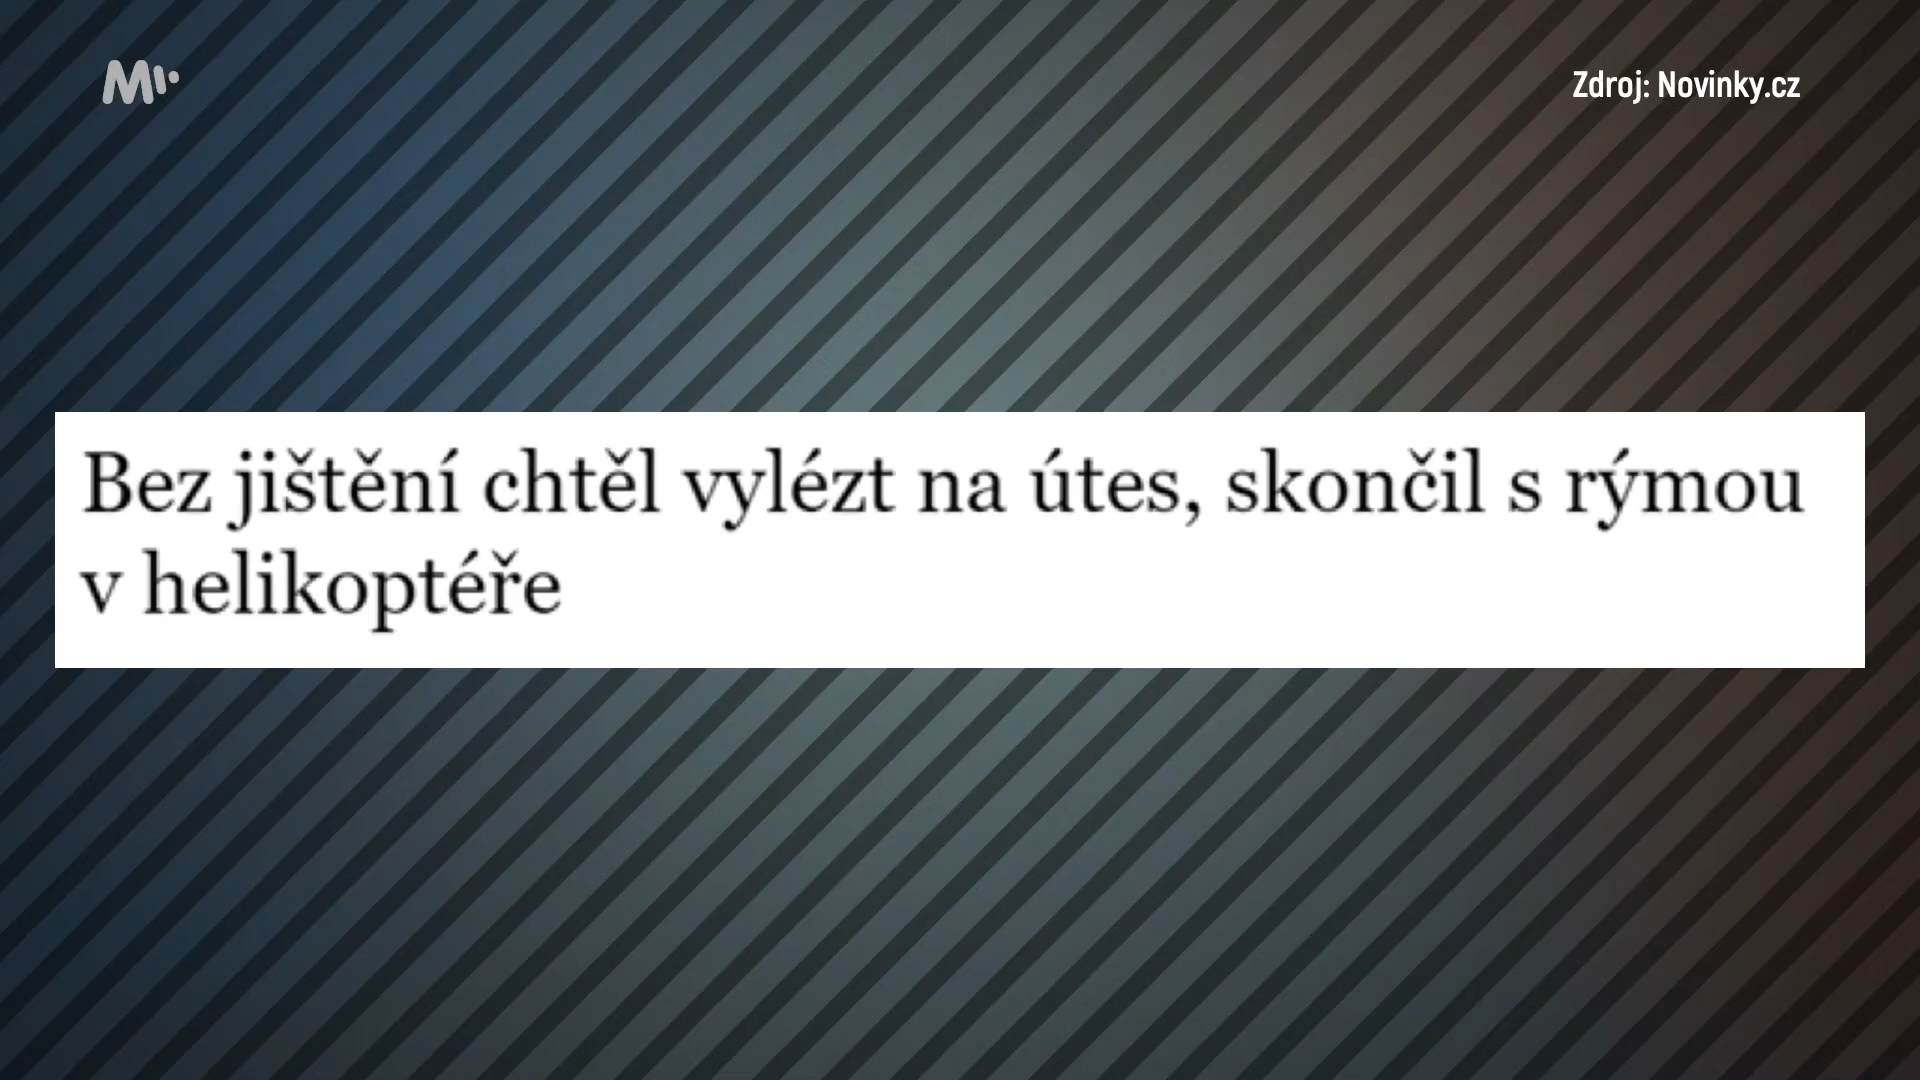 Zdroj: Novinky.cz
Bez jištění chtěl vylézt na útes, skončil s rýmou
v helikoptéře